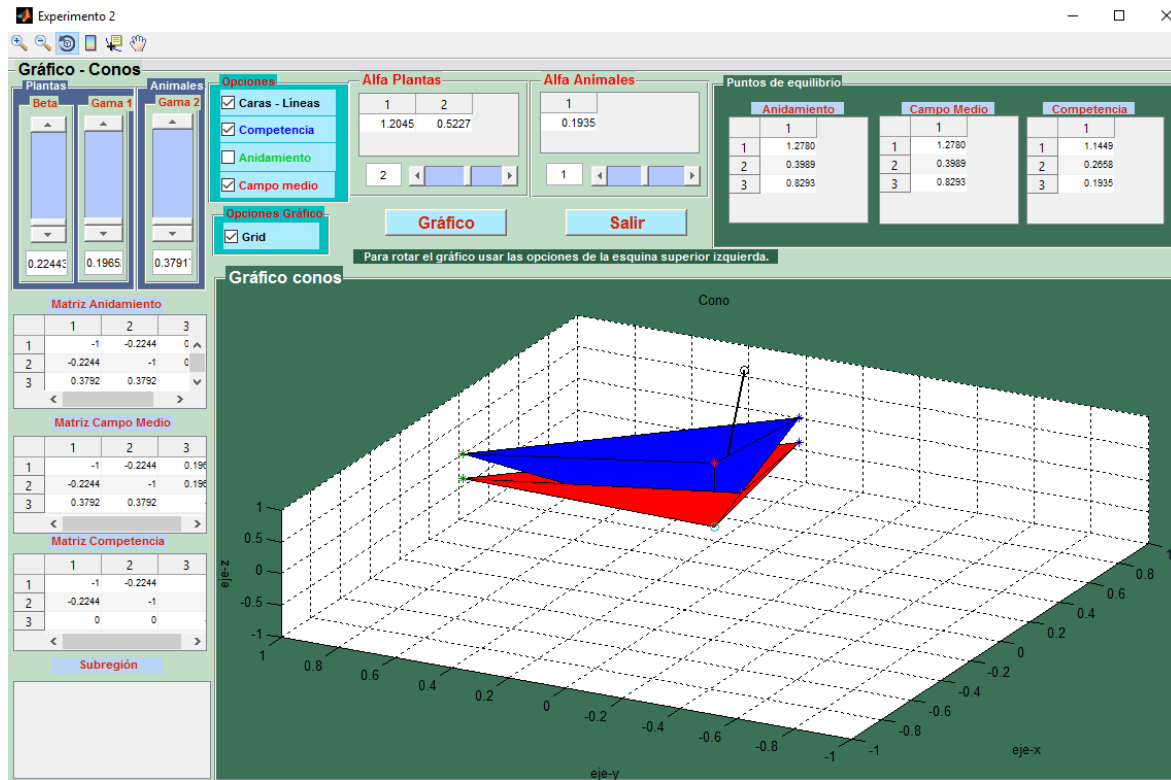 Experimento 2
Gráfico - Conos
Plantas
Beta
Gama 1
0.22443
0.1965
Animales
Gama 2
0.3791
Opciones
Caras - Líneas
Competencia
Anidamiento
Campo medio
Opciones Gráfico
Grid
Alfa Plantas
1 2
1.2045 0.5227
2
Alfa Animales
1
0.1935
1
Gráfico
Salir
Para rotar el gráfico usar las opciones de la esquina superior izquierda.
Puntos de equilibrio
Anidamiento
1
1 1.2780
2 0.3989
3 0.8293
Campo Medio
1
1 1.2780
2 0.3989
3 0.8293
Competencia
1
1 1.1449
2 0.2658
3 0.1935
Matriz Anidamiento
1 2 3
1 -1 -0.2244 0
2 -0.2244 -1 0
3 0.3792 0.3792
Matriz Campo Medio
1 2 3
1 -1 -0.2244 0.196
2 -0.2244 -1 0.196
3 0.3792 0.3792
Matriz Competencia
1 2 3
1 -1 -0.2244
2 -0.2244 -1
3 0 0
Subregión
Gráfico conos
Cono
eje-z
1
0.5
0
-0.5
-1
eje-y
1 0.8 0.6 0.4 0.2 0 -0.2 -0.4 -0.6 -0.8 -1
eje-x
-1 -0.8 -0.6 -0.4 -0.2 0 0.2 0.4 0.6 0.8 1